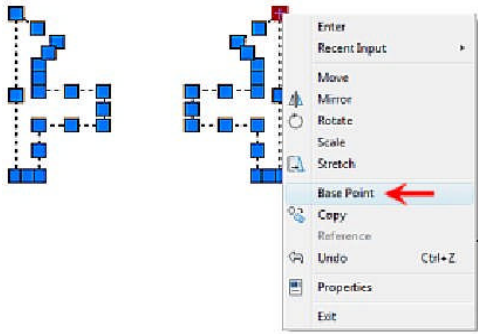 Enter
Recent Input
Move
Mirror
Rotate
Scale
Stretch
Base Point
Copy
Reference
Undo Ctrl+Z
Properties
Exit